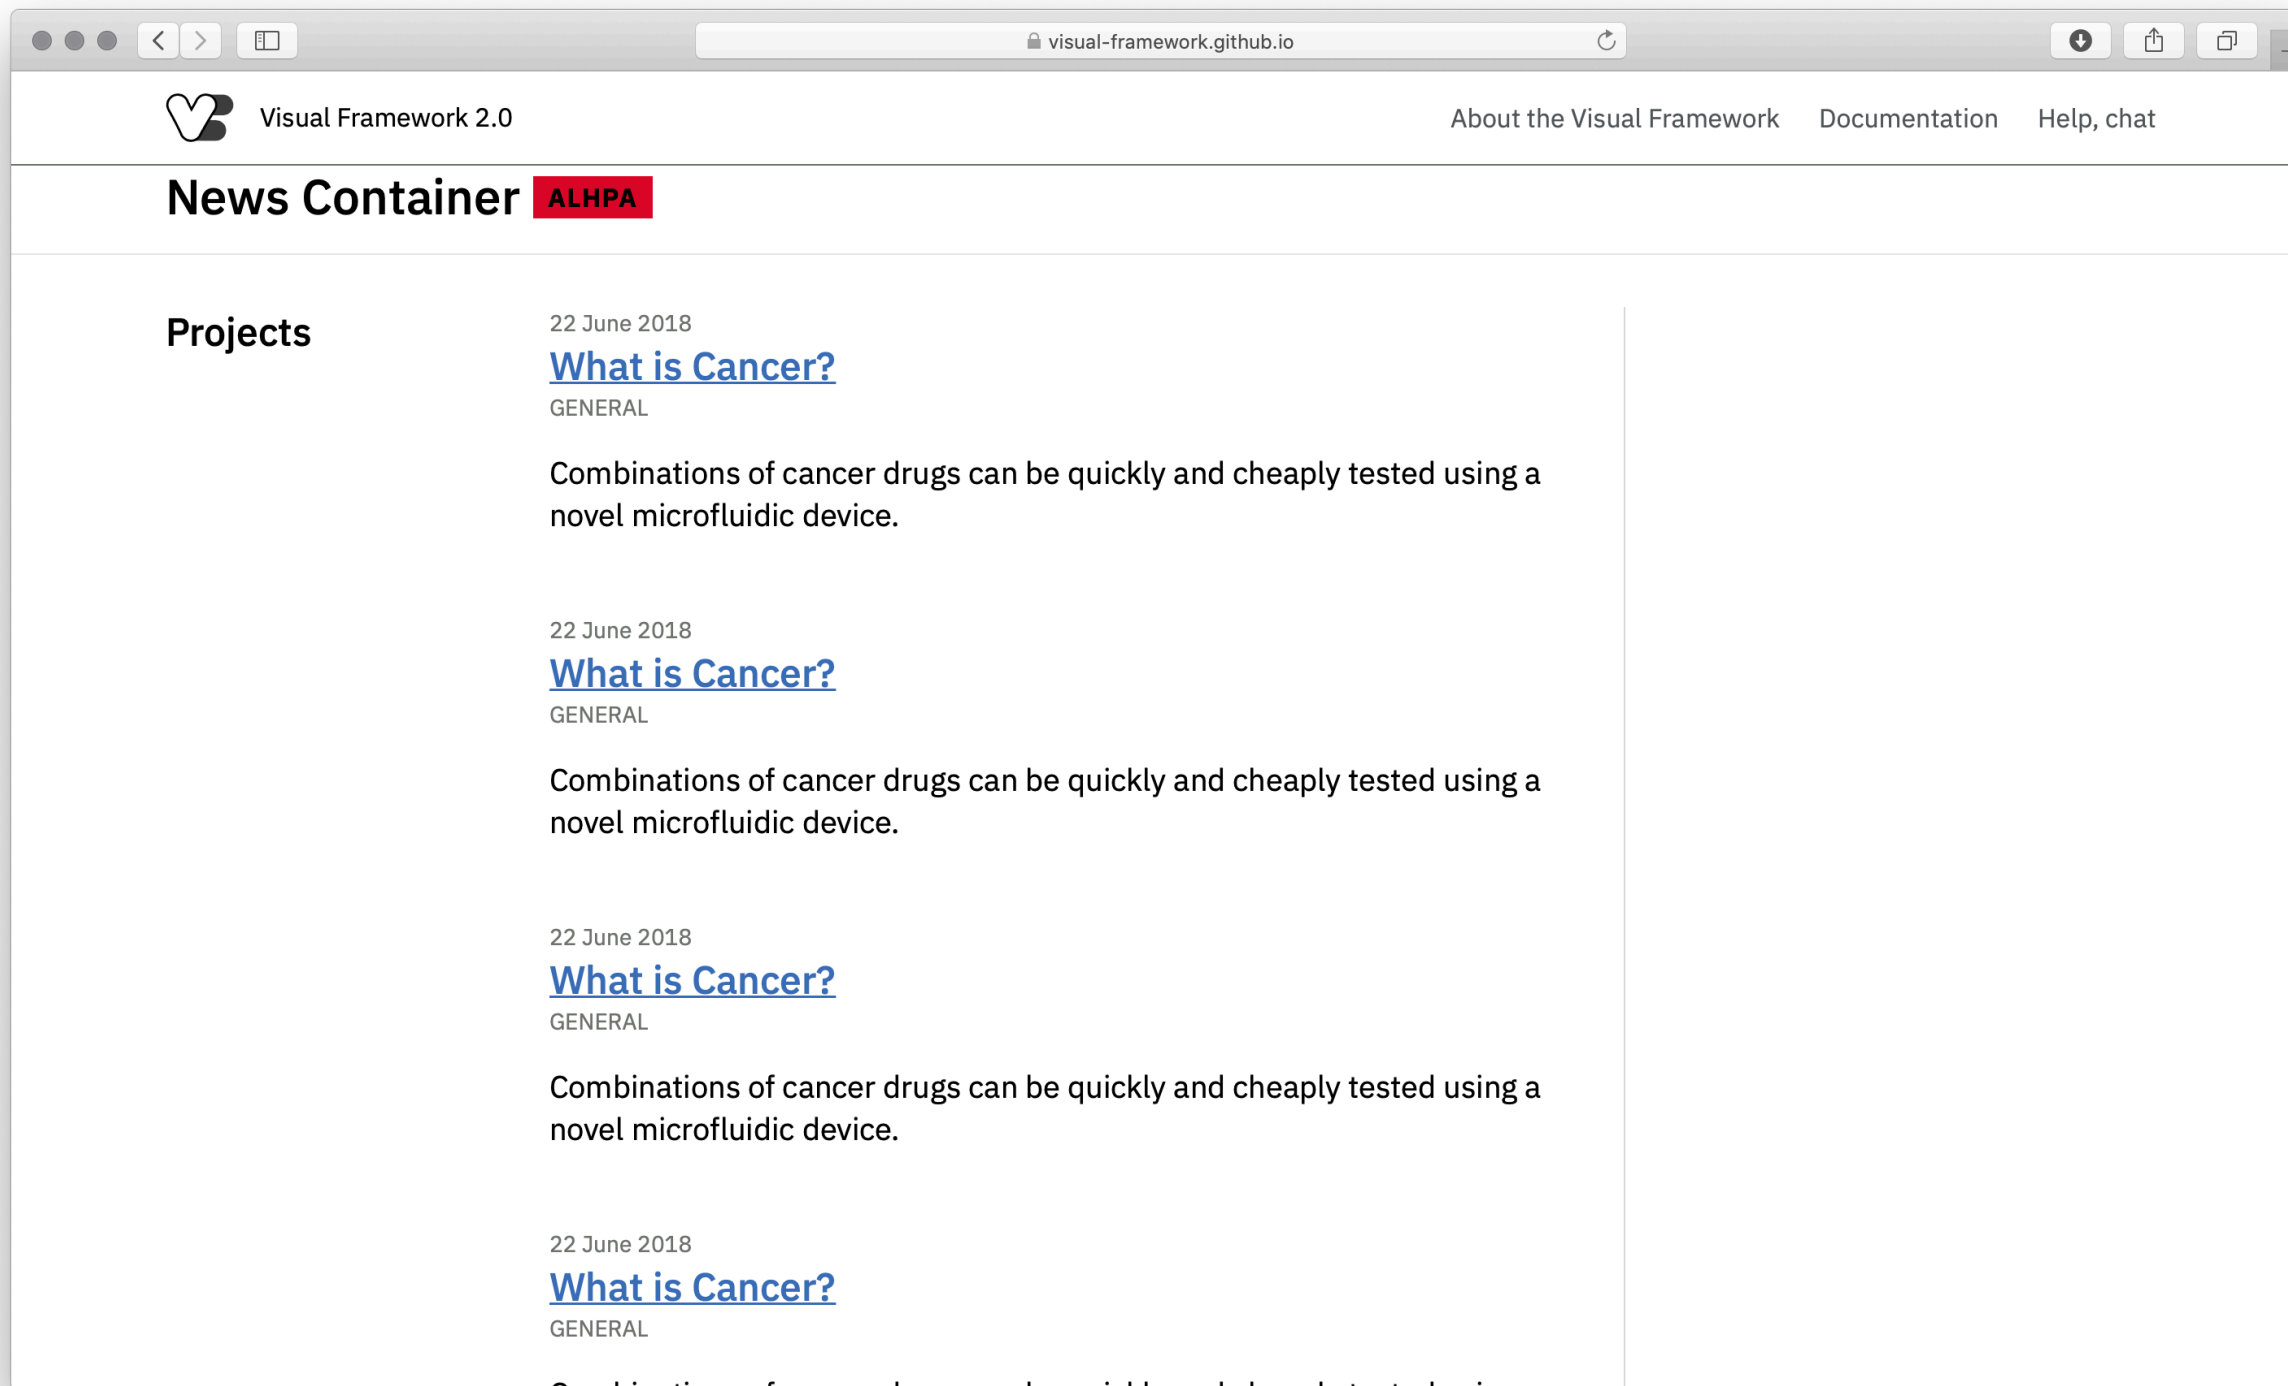 visual-framework.github.io
Visual Framework 2.0
About the Visual Framework
Documentation
Help, chat
News Container
ALHPA
Projects
22 June 2018
What is Cancer?
GENERAL
Combinations of cancer drugs can be quickly and cheaply tested using a
novel microfluidic device.
22 June 2018
What is Cancer?
GENERAL
Combinations of cancer drugs can be quickly and cheaply tested using a
novel microfluidic device.
22 June 2018
What is Cancer?
GENERAL
Combinations of cancer drugs can be quickly and cheaply tested using a
novel microfluidic device.
22 June 2018
What is Cancer?
GENERAL